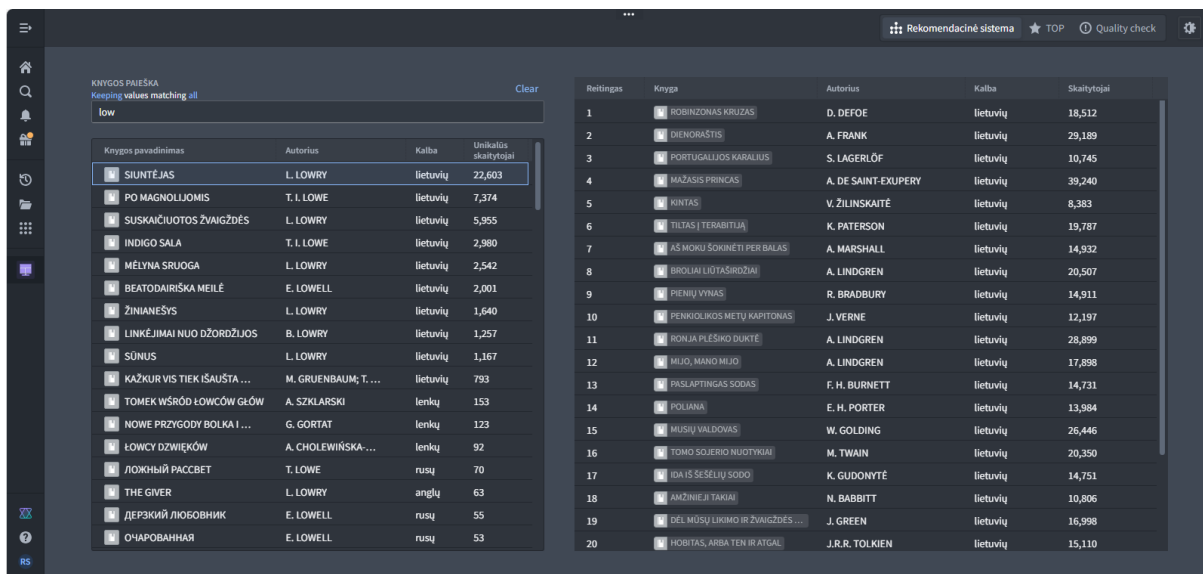 Rekomendacinė sistema TOP Quality check
KNYGOS PAIEŠKA
Keeping values matching all Clear
low
Knygos pavadinimas Autorius Kalba Unikalūs skaitytojai
SIUNTĖJAS L. LOWRY lietuvių 22,603
PO MAGNOLIJOMIS T. I. LOWE lietuvių 7,374
SUSKAIČIUOTOS ŽVAIGŽDĖS L. LOWRY lietuvių 5,955
INDIGO SALA T. I. LOWE lietuvių 2,980
MĖLYNA SRUOGA L. LOWRY lietuvių 2,542
BEATODAIRIŠKA MEILĖ E. LOWELL lietuvių 2,001
ŽINIANEŠYS L. LOWRY lietuvių 1,640
LINKĖJIMAI NUO DŽORDŽIJOS B. LOWRY lietuvių 1,257
SŪNUS L. LOWRY lietuvių 1,167
KAŽKUR VIS TIEK IŠAUŠTA ... M. GRUENBAUM; T. ... lietuvių 793
TOMEK WŚRÓD ŁOWCÓW GŁÓW A. SZKLARSKI lenkų 153
NOWE PRZYGODY BOLKA I ... G. GORTAT lenkų 123
ŁOWCY DZWIĘKÓW A. CHOLEWIŃSKA-... lenkų 92
ЛОЖНЫЙ РАССВЕТ T. LOWE rusų 70
THE GIVER L. LOWRY anglų 63
ДЕРЗКИЙ ЛЮБОВНИК E. LOWELL rusų 55
ОЧАРОВАННАЯ E. LOWELL rusų 53
Reitingas Knyga Autorius Kalba Skaitytojai
1 ROBINZONAS KRUZAS D. DEFOE lietuvių 18,512
2 DIENORAŠTIS A. FRANK lietuvių 29,189
3 PORTUGALIJOS KARALIUS S. LAGERLÖF lietuvių 10,745
4 MAŽASIS PRINCAS A. DE SAINT-EXUPERY lietuvių 39,240
5 KINTAS V. ŽILINSKAITĖ lietuvių 8,383
6 TILTAS Į TERABITIJĄ K. PATERSON lietuvių 19,787
7 AŠ MOKU ŠOKINĖTI PER BALAS A. MARSHALL lietuvių 14,932
8 BROLIAI LIŪTAŠIRDŽIAI A. LINDGREN lietuvių 20,507
9 PIENIŲ VYNAS R. BRADBURY lietuvių 14,911
10 PENKIOLIKOS METŲ KAPITONAS J. VERNE lietuvių 12,197
11 RONJA PLĖŠIKO DUKTĖ A. LINDGREN lietuvių 28,899
12 MIJO, MANO MIJO A. LINDGREN lietuvių 17,898
13 PASLAPTINGAS SODAS F. H. BURNETT lietuvių 14,731
14 POLIANA E. H. PORTER lietuvių 13,984
15 MUSIŲ VALDOVAS W. GOLDING lietuvių 26,446
16 TOMO SOJERIO NUOTYKIAI M. TWAIN lietuvių 20,350
17 IDA IŠ ŠEŠĖLIŲ SODO K. GUDONYTĖ lietuvių 14,751
18 AMŽINIEJI TAKIAI N. BABBITT lietuvių 10,806
19 DĖL MŪSŲ LIKIMO IR ŽVAIGŽDĖS ... J. GREEN lietuvių 16,998
20 HOBITAS, ARBA TEN IR ATGAL J.R.R. TOLKIEN lietuvių 15,110
RS